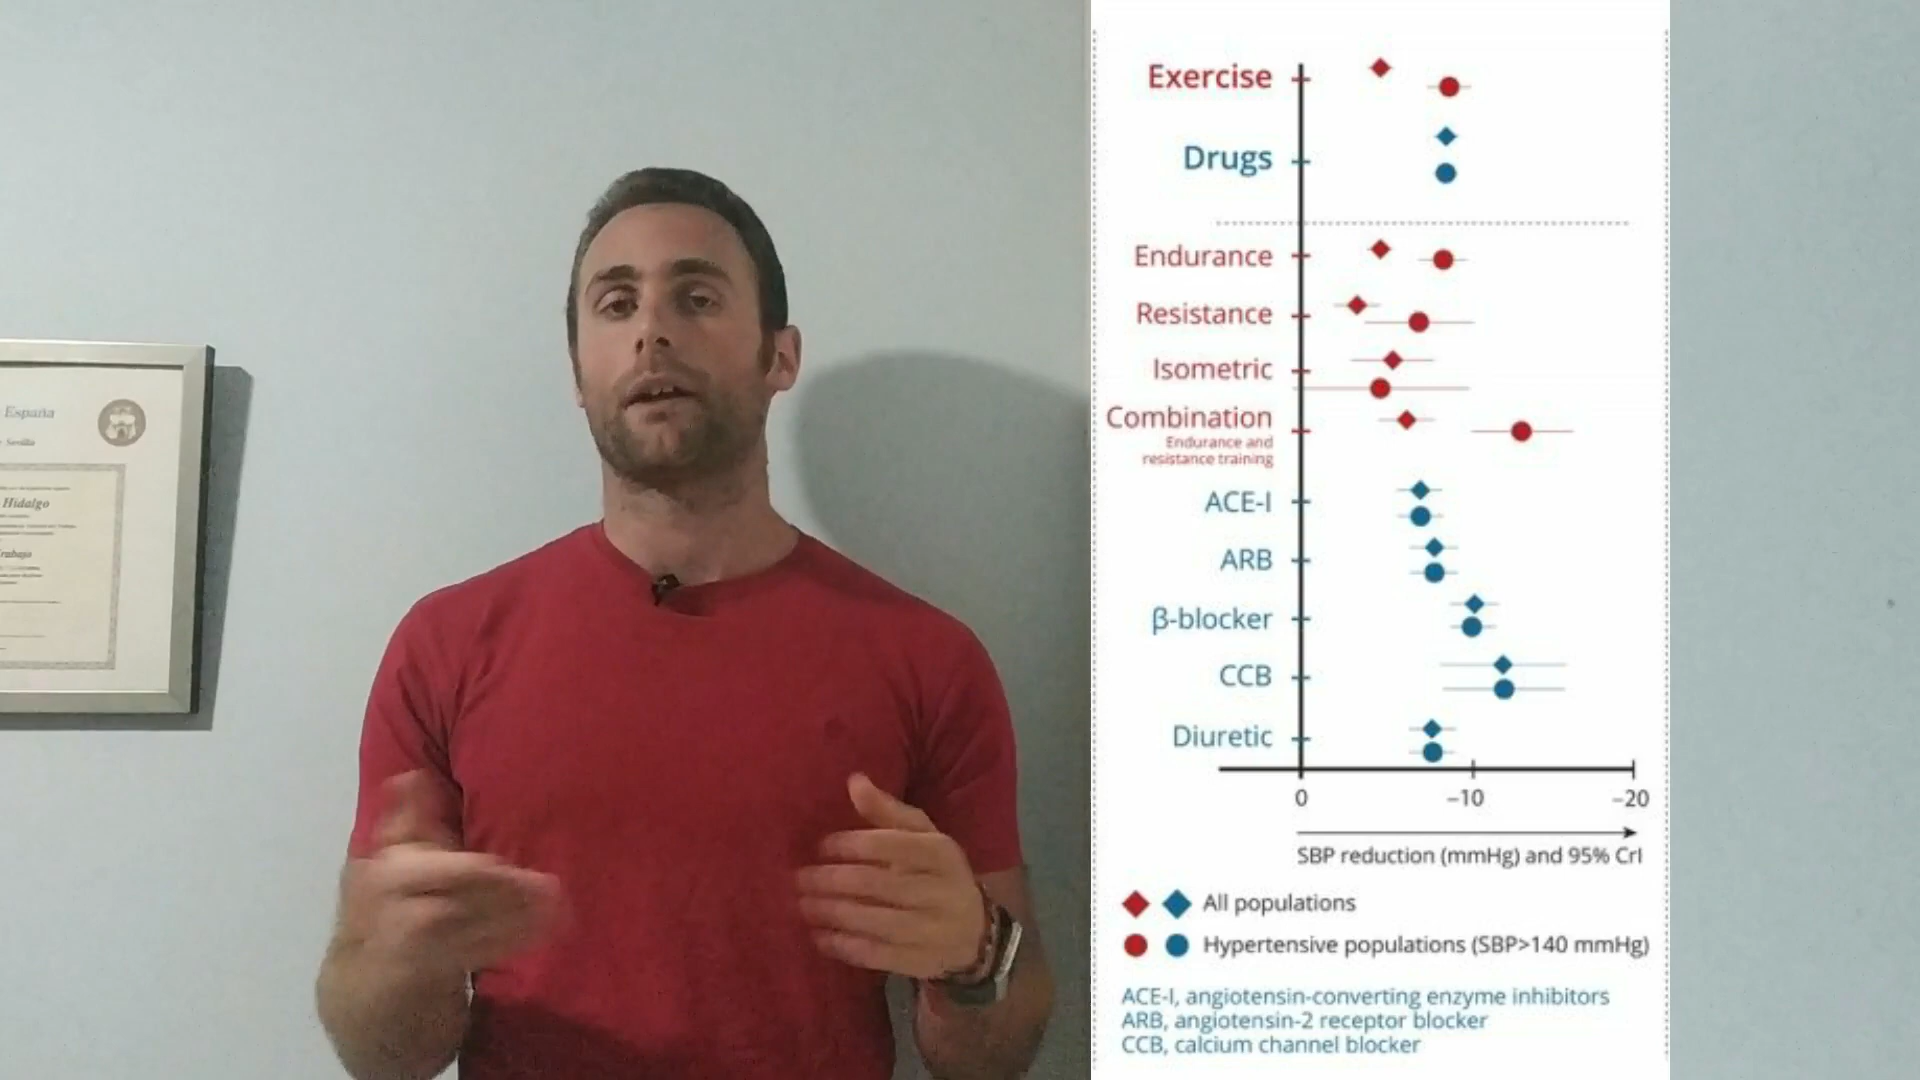 España
Sevilla
Hidalgo
Trabajo
Exercise
Drugs
Endurance
Resistance
Isometric
Combination
Endurance and
resistance training
ACE-I
ARB
β-blocker
CCB
Diuretic
0 –10 –20
SBP reduction (mmHg) and 95% CrI
All populations
Hypertensive populations (SBP>140 mmHg)
ACE-I, angiotensin-converting enzyme inhibitors
ARB, angiotensin-2 receptor blocker
CCB, calcium channel blocker